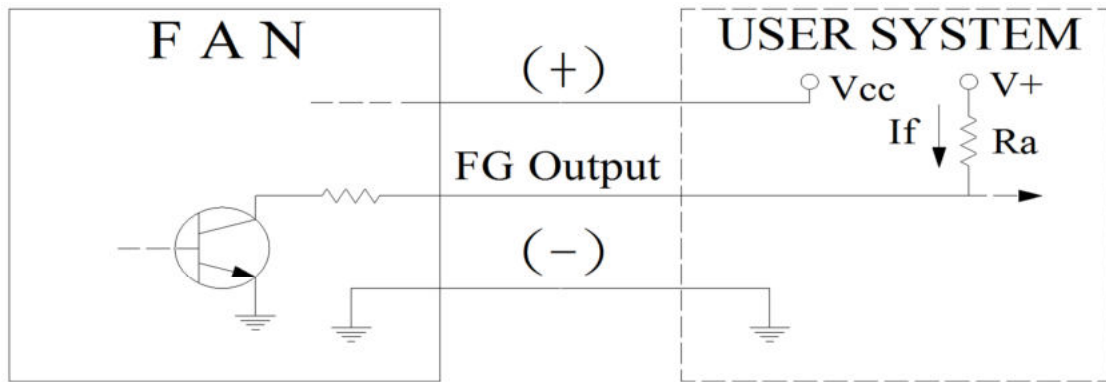 F A N
USER SYSTEM
(+)
Vcc
V+
If
Ra
FG Output
(-)